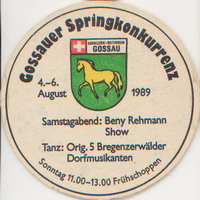 Gossauer Springkonkurrenz
GOSSAU
4.–6.
August 1989
Samstagabend: Beny Rehmann
Show
Tanz: Orig. 5 Bregenzerwälder
Dorfmusikanten
Sonntag 11.00–13.00 Frühschoppen